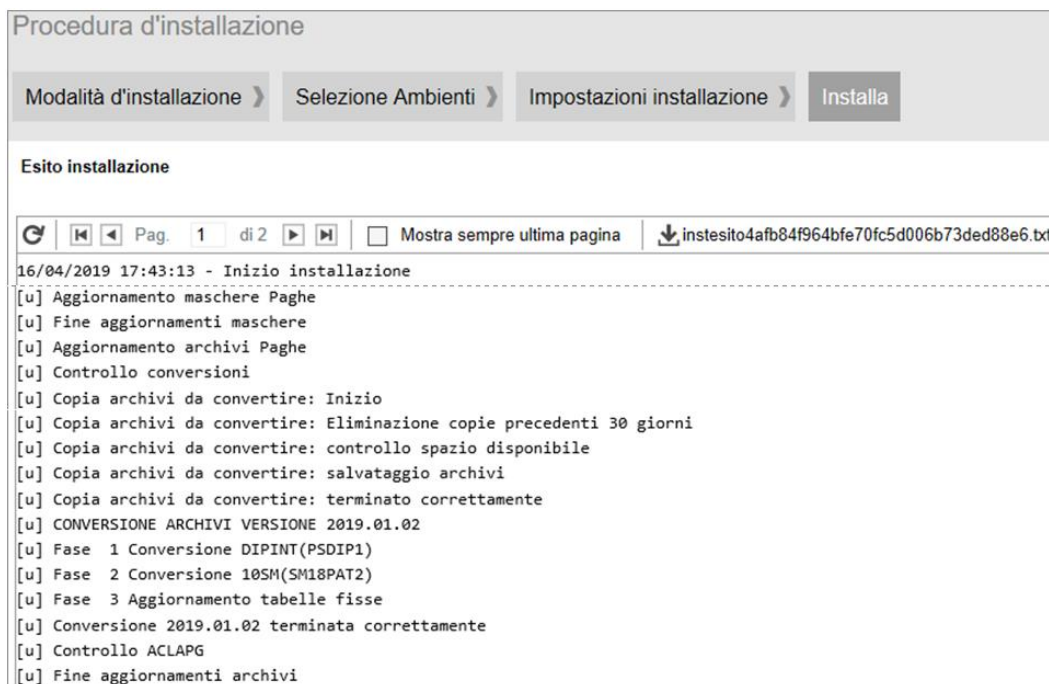 Procedura d'installazione
Modalità d'installazione ❱ Selezione Ambienti ❱ Impostazioni installazione ❱ Installa
Esito installazione
Pag. 1 di 2 Mostra sempre ultima pagina instesito4afb84f964bfe70fc5d006b73ded88e6.txt
16/04/2019 17:43:13 - Inizio installazione
[u] Aggiornamento maschere Paghe
[u] Fine aggiornamenti maschere
[u] Aggiornamento archivi Paghe
[u] Controllo conversioni
[u] Copia archivi da convertire: Inizio
[u] Copia archivi da convertire: Eliminazione copie precedenti 30 giorni
[u] Copia archivi da convertire: controllo spazio disponibile
[u] Copia archivi da convertire: salvataggio archivi
[u] Copia archivi da convertire: terminato correttamente
[u] CONVERSIONE ARCHIVI VERSIONE 2019.01.02
[u] Fase  1 Conversione DIPINT(PSDIP1)
[u] Fase  2 Conversione 10SM(SM18PAT2)
[u] Fase  3 Aggiornamento tabelle fisse
[u] Conversione 2019.01.02 terminata correttamente
[u] Controllo ACLAPG
[u] Fine aggiornamenti archivi